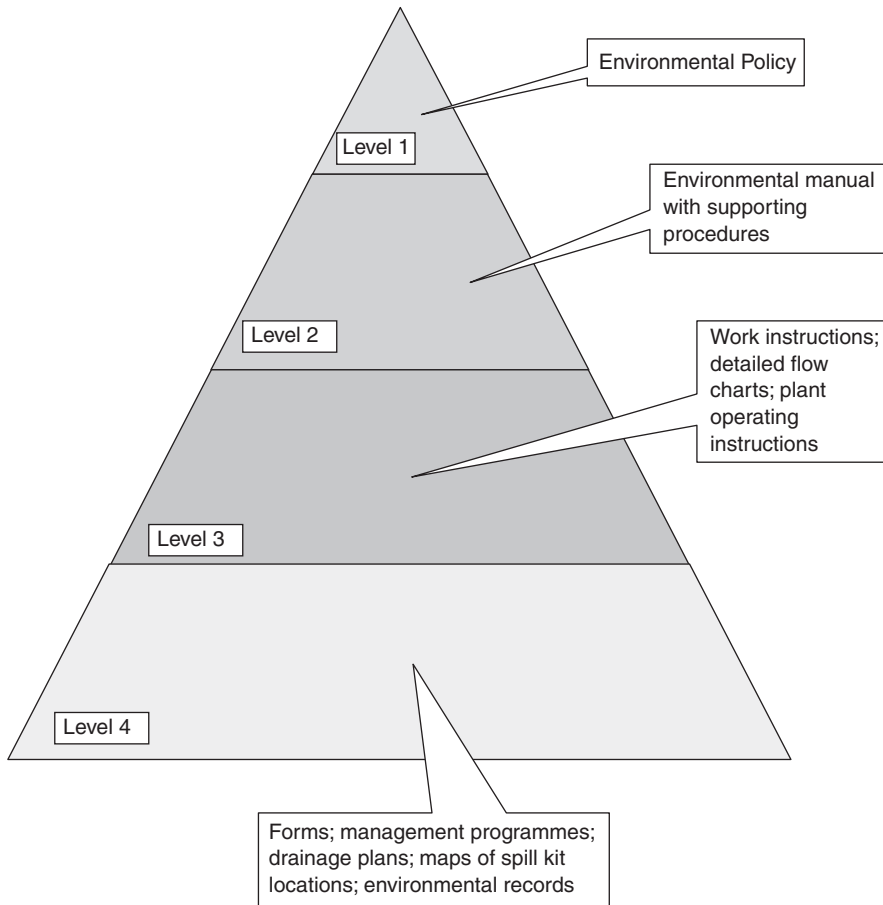 Environmental Policy
Level 1
Environmental manual
with supporting
procedures
Level 2
Work instructions;
detailed flow
charts; plant
operating
instructions
Level 3
Level 4
Forms; management programmes;
drainage plans; maps of spill kit
locations; environmental records